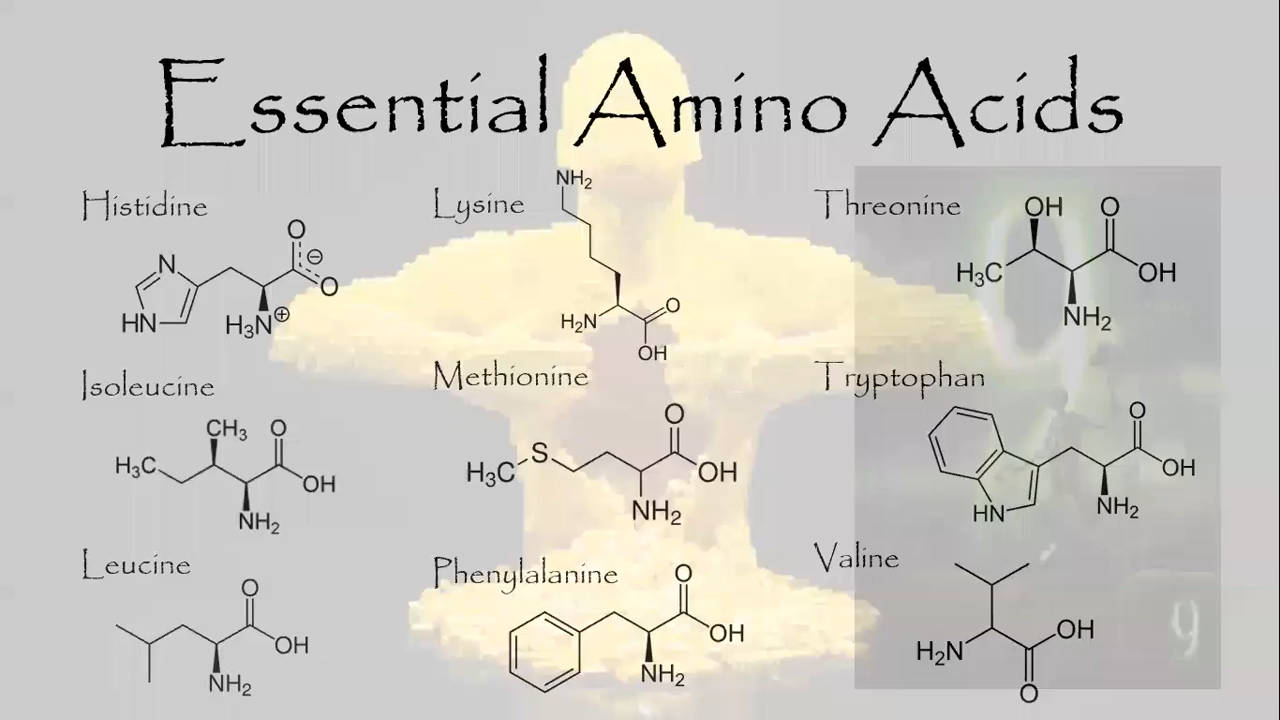 Essential Amino Acids
Histidine
N
HN
O
⊖
O
H₃N⊕
Lysine
NH₂
H₂N
O
OH
Threonine
OH
O
H₃C
OH
NH₂
Isoleucine
CH₃
O
H₃C
OH
NH₂
Methionine
O
S
H₃C
OH
NH₂
Tryptophan
O
OH
HN
NH₂
Leucine
O
OH
NH₂
Phenylalanine
O
OH
NH₂
Valine
OH
H₂N
O